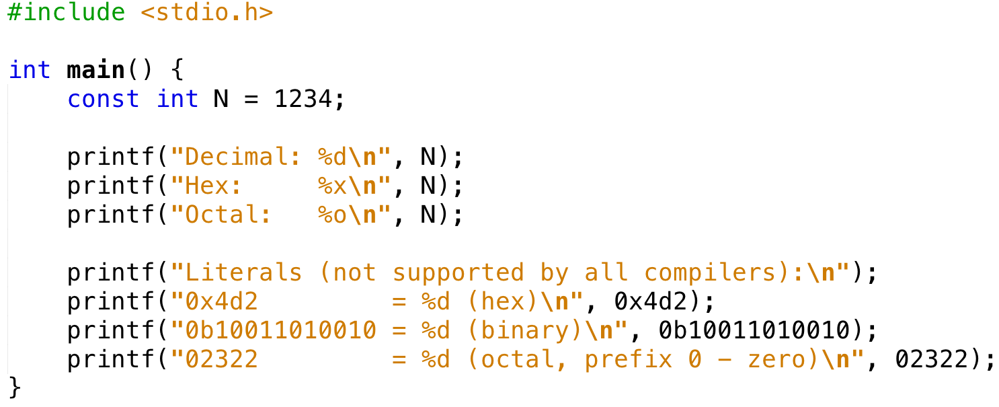 #include <stdio.h>

int main() {
    const int N = 1234;

    printf("Decimal: %d\n", N);
    printf("Hex:     %x\n", N);
    printf("Octal:   %o\n", N);

    printf("Literals (not supported by all compilers):\n");
    printf("0x4d2         = %d (hex)\n", 0x4d2);
    printf("0b10011010010 = %d (binary)\n", 0b10011010010);
    printf("02322         = %d (octal, prefix 0 – zero)\n", 02322);
}